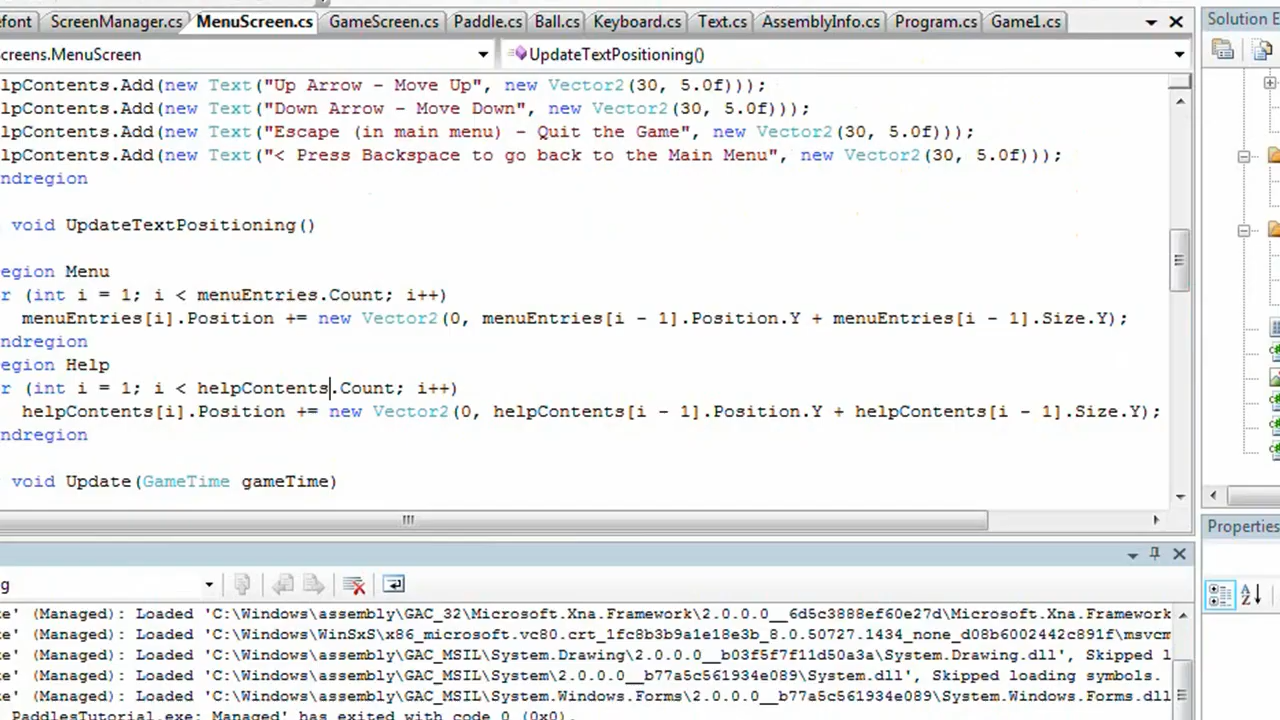 efont ScreenManager.cs MenuScreen.cs GameScreen.cs Paddle.cs Ball.cs Keyboard.cs Text.cs AssemblyInfo.cs Program.cs Game1.cs
Solution E
creens.MenuScreen UpdateTextPositioning()
lpContents.Add(new Text("Up Arrow - Move Up", new Vector2(30, 5.0f)));
lpContents.Add(new Text("Down Arrow - Move Down", new Vector2(30, 5.0f)));
lpContents.Add(new Text("Escape (in main menu) - Quit the Game", new Vector2(30, 5.0f)));
lpContents.Add(new Text("< Press Backspace to go back to the Main Menu", new Vector2(30, 5.0f)));
ndregion
void UpdateTextPositioning()
egion Menu
r (int i = 1; i < menuEntries.Count; i++)
menuEntries[i].Position += new Vector2(0, menuEntries[i - 1].Position.Y + menuEntries[i - 1].Size.Y);
ndregion
egion Help
r (int i = 1; i < helpContents.Count; i++)
helpContents[i].Position += new Vector2(0, helpContents[i - 1].Position.Y + helpContents[i - 1].Size.Y);
ndregion
void Update(GameTime gameTime)
Properties
g
e' (Managed): Loaded 'C:\Windows\assembly\GAC_32\Microsoft.Xna.Framework\2.0.0.0__6d5c3888ef60e27d\Microsoft.Xna.Framework
e' (Managed): Loaded 'C:\Windows\WinSxS\x86_microsoft.vc80.crt_1fc8b3b9a1e18e3b_8.0.50727.1434_none_d08b6002442c891f\msvcm
e' (Managed): Loaded 'C:\Windows\assembly\GAC_MSIL\System.Drawing\2.0.0.0__b03f5f7f11d50a3a\System.Drawing.dll', Skipped l
e' (Managed): Loaded 'C:\Windows\assembly\GAC_MSIL\System\2.0.0.0__b77a5c561934e089\System.dll', Skipped loading symbols.
e' (Managed): Loaded 'C:\Windows\assembly\GAC_MSIL\System.Windows.Forms\2.0.0.0__b77a5c561934e089\System.Windows.Forms.dll
PaddlesTutorial.exe: Managed' has exited with code 0 (0x0).